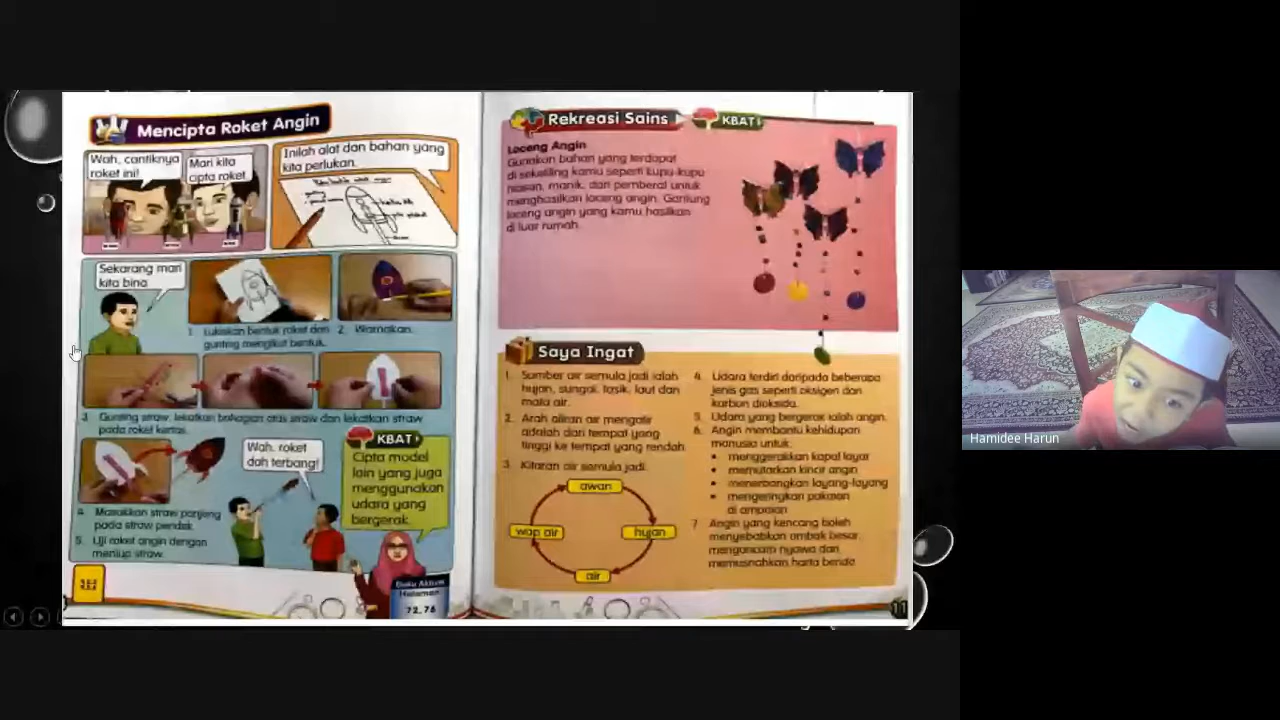 Mencipta Roket Angin
Wah, cantiknya
roket ini!
Mari kita
cipta roket.
Inilah alat dan bahan yang
kita perlukan.
Sekarang mari
kita bina
1. Lukiskan bentuk roket dan
gunting mengikut bentuk.
2. Warnakan.
3. Gunting straw, lekatkan bahagian atas straw dan lekatkan straw
pada roket kertas.
4. Masukkan straw panjang
pada straw pendek.
5. Uji roket angin dengan
meniup straw.
Wah, roket
dah terbang!
KBAT
Cipta model
lain yang juga
menggunakan
udara yang
bergerak.
Buku Aktiviti
Halaman
72, 76
Rekreasi Sains
KBAT
Loceng Angin
Gunakan bahan yang terdapat
di sekeliling kamu seperti kupu-kupu
hiasan, manik, dan pemberat untuk
menghasilkan loceng angin. Gantung
loceng angin yang kamu hasilkan
di luar rumah.
Saya Ingat
1. Sumber air semula jadi ialah
hujan, sungai, tasik, laut dan
mata air.
2. Arah aliran air mengalir
adalah dari tempat yang
tinggi ke tempat yang rendah.
3. Kitaran air semula jadi.
awan
wap air
hujan
air
4. Udara terdiri daripada beberapa
jenis gas seperti oksigen dan
karbon dioksida.
5. Udara yang bergerak ialah angin.
6. Angin membantu kehidupan
manusia untuk:
• menggerakkan kapal layar
• memutarkan kincir angin
• menerbangkan layang-layang
• mengeringkan pakaian
di ampaian
7. Angin yang kencang boleh
menyebabkan ombak besar,
mengancam nyawa dan
memusnahkan harta benda.
Hamidee Harun